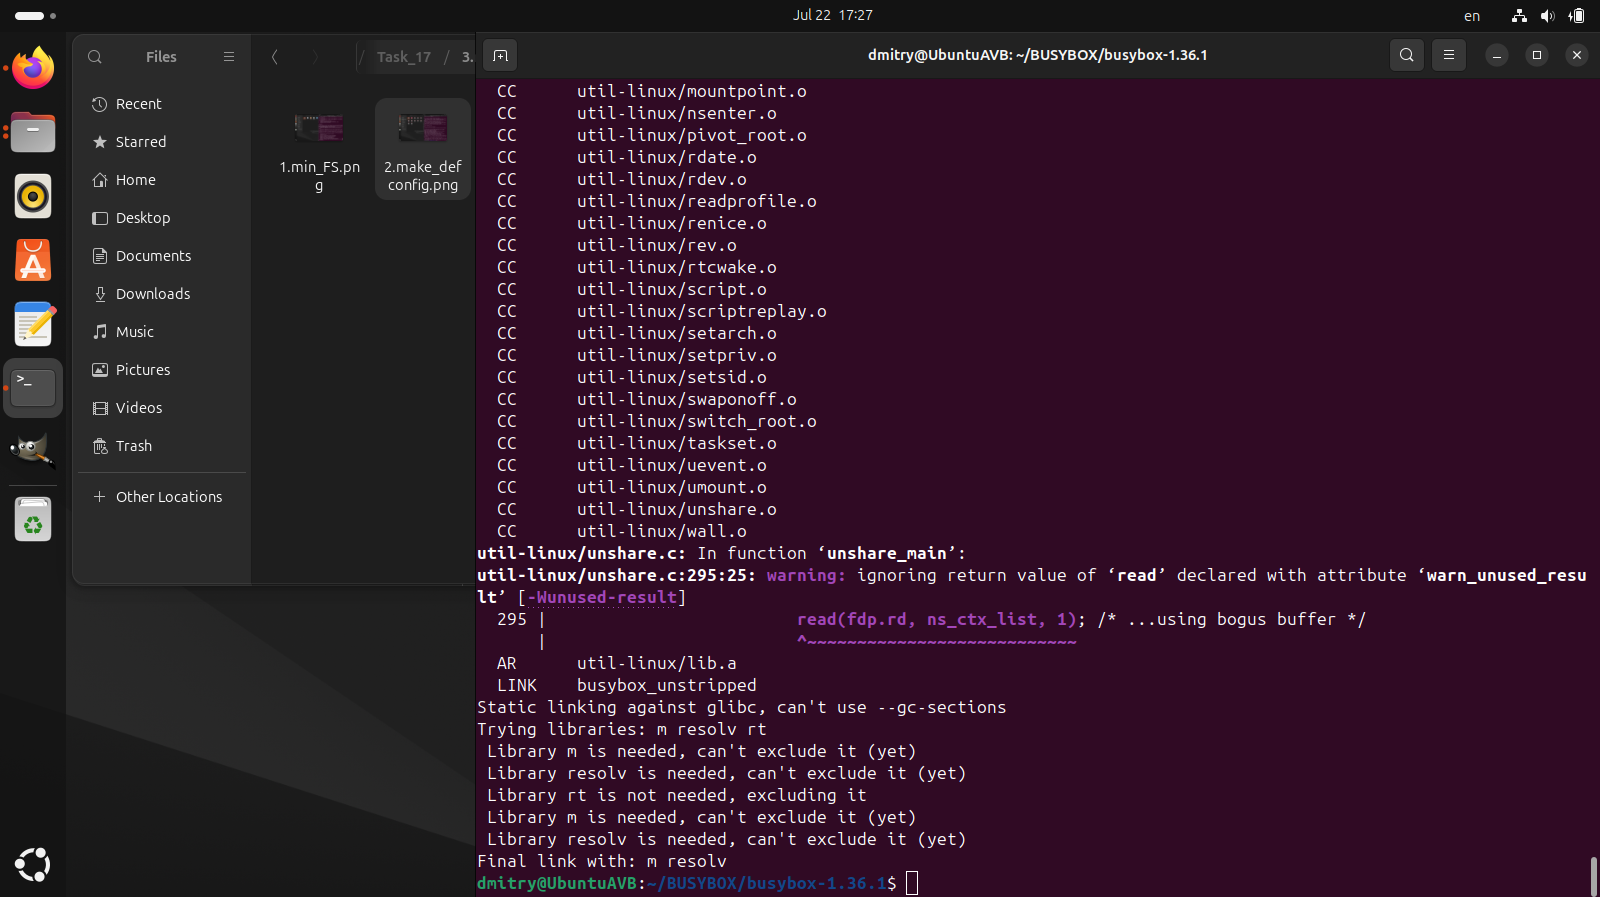 Jul 22  17:27
en
Files
/ Task_17 / 3.
dmitry@UbuntuAVB: ~/BUSYBOX/busybox-1.36.1
Recent
Starred
Home
Desktop
Documents
Downloads
Music
Pictures
Videos
Trash
Other Locations
1.min_FS.pn
g
2.make_def
config.png
CC      util-linux/mountpoint.o
CC      util-linux/nsenter.o
CC      util-linux/pivot_root.o
CC      util-linux/rdate.o
CC      util-linux/rdev.o
CC      util-linux/readprofile.o
CC      util-linux/renice.o
CC      util-linux/rev.o
CC      util-linux/rtcwake.o
CC      util-linux/script.o
CC      util-linux/scriptreplay.o
CC      util-linux/setarch.o
CC      util-linux/setpriv.o
CC      util-linux/setsid.o
CC      util-linux/swaponoff.o
CC      util-linux/switch_root.o
CC      util-linux/taskset.o
CC      util-linux/uevent.o
CC      util-linux/umount.o
CC      util-linux/unshare.o
CC      util-linux/wall.o
util-linux/unshare.c: In function ‘unshare_main’:
util-linux/unshare.c:295:25: warning: ignoring return value of ‘read’ declared with attribute ‘warn_unused_resu
lt’ [-Wunused-result]
295 |                         read(fdp.rd, ns_ctx_list, 1); /* ...using bogus buffer */
    |                         ^~~~~~~~~~~~~~~~~~~~~~~~~~~~
AR      util-linux/lib.a
LINK    busybox_unstripped
Static linking against glibc, can't use --gc-sections
Trying libraries: m resolv rt
Library m is needed, can't exclude it (yet)
Library resolv is needed, can't exclude it (yet)
Library rt is not needed, excluding it
Library m is needed, can't exclude it (yet)
Library resolv is needed, can't exclude it (yet)
Final link with: m resolv
dmitry@UbuntuAVB:~/BUSYBOX/busybox-1.36.1$